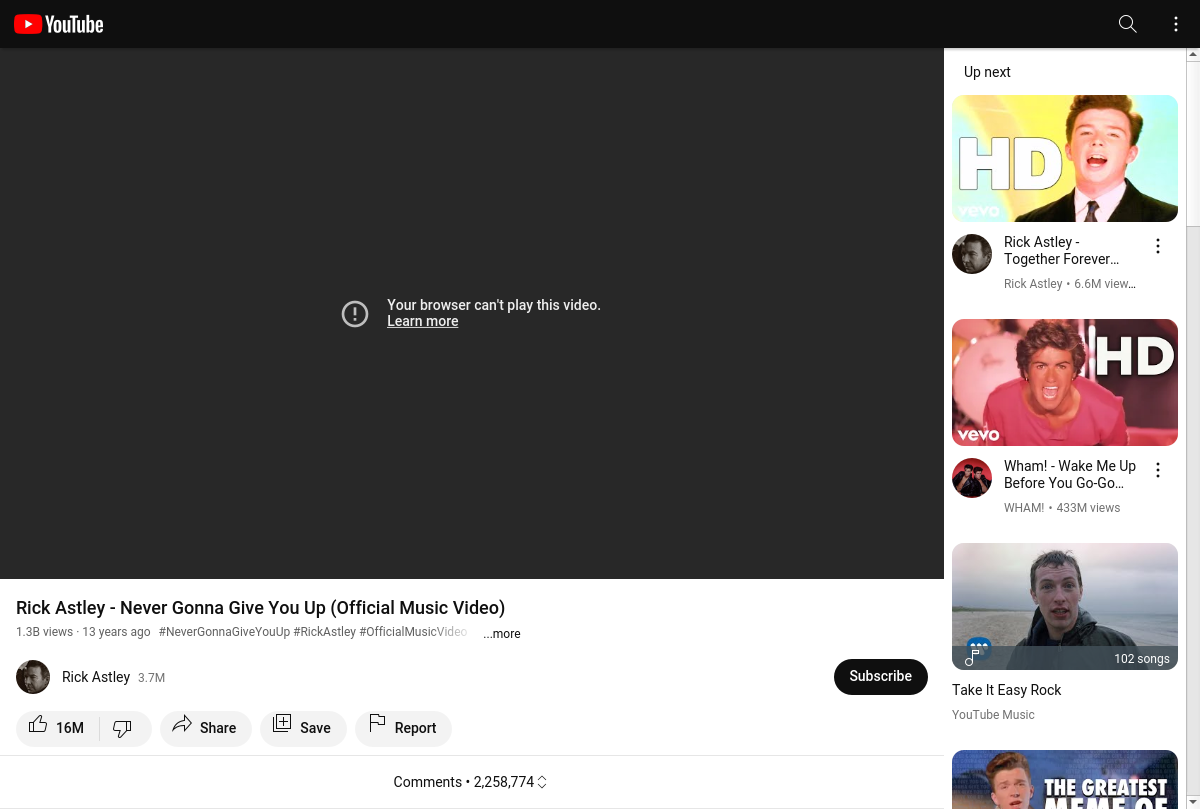 YouTube
Your browser can't play this video.
Learn more
Rick Astley - Never Gonna Give You Up (Official Music Video)
1.3B views · 13 years ago #NeverGonnaGiveYouUp #RickAstley #OfficialMusicVideo ...more
Rick Astley 3.7M
Subscribe
16M
Share
Save
Report
Comments • 2,258,774
Up next
HD
vevo
Rick Astley -
Together Forever…
Rick Astley • 6.6M view…
HD
vevo
Wham! - Wake Me Up
Before You Go-Go…
WHAM! • 433M views
102 songs
Take It Easy Rock
YouTube Music
THE GREATEST
MEME OF